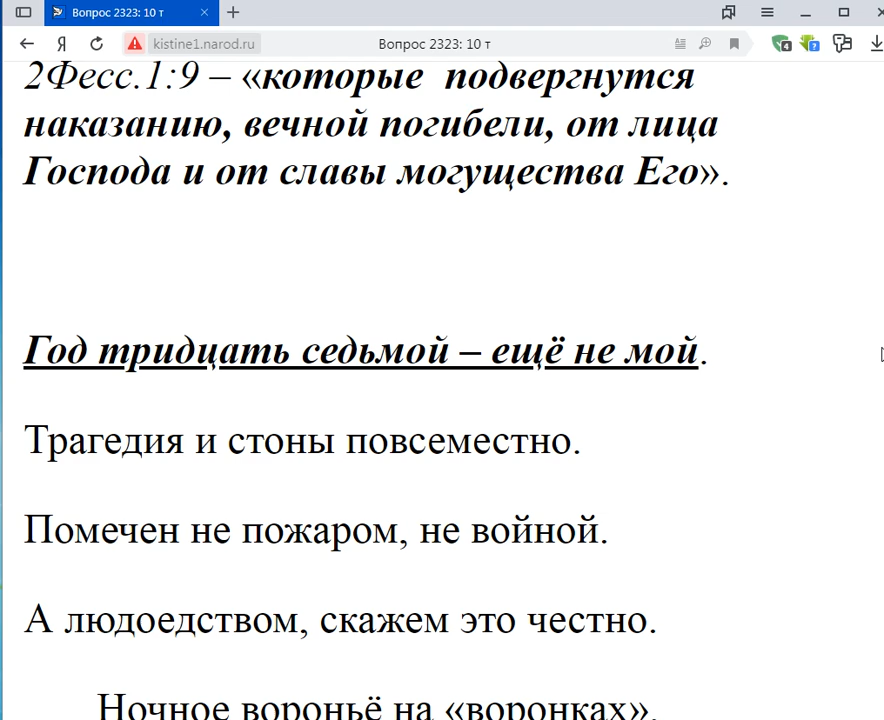 Вопрос 2323: 10 т
kistine1.narod.ru
Вопрос 2323: 10 т
2Фесс.1:9 – «которые подвергнутся
наказанию, вечной погибели, от лица
Господа и от славы могущества Его».
Год тридцать седьмой – ещё не мой.
Трагедия и стоны повсеместно.
Помечен не пожаром, не войной.
А людоедством, скажем это честно.
Ночное вороньё на «воронках».